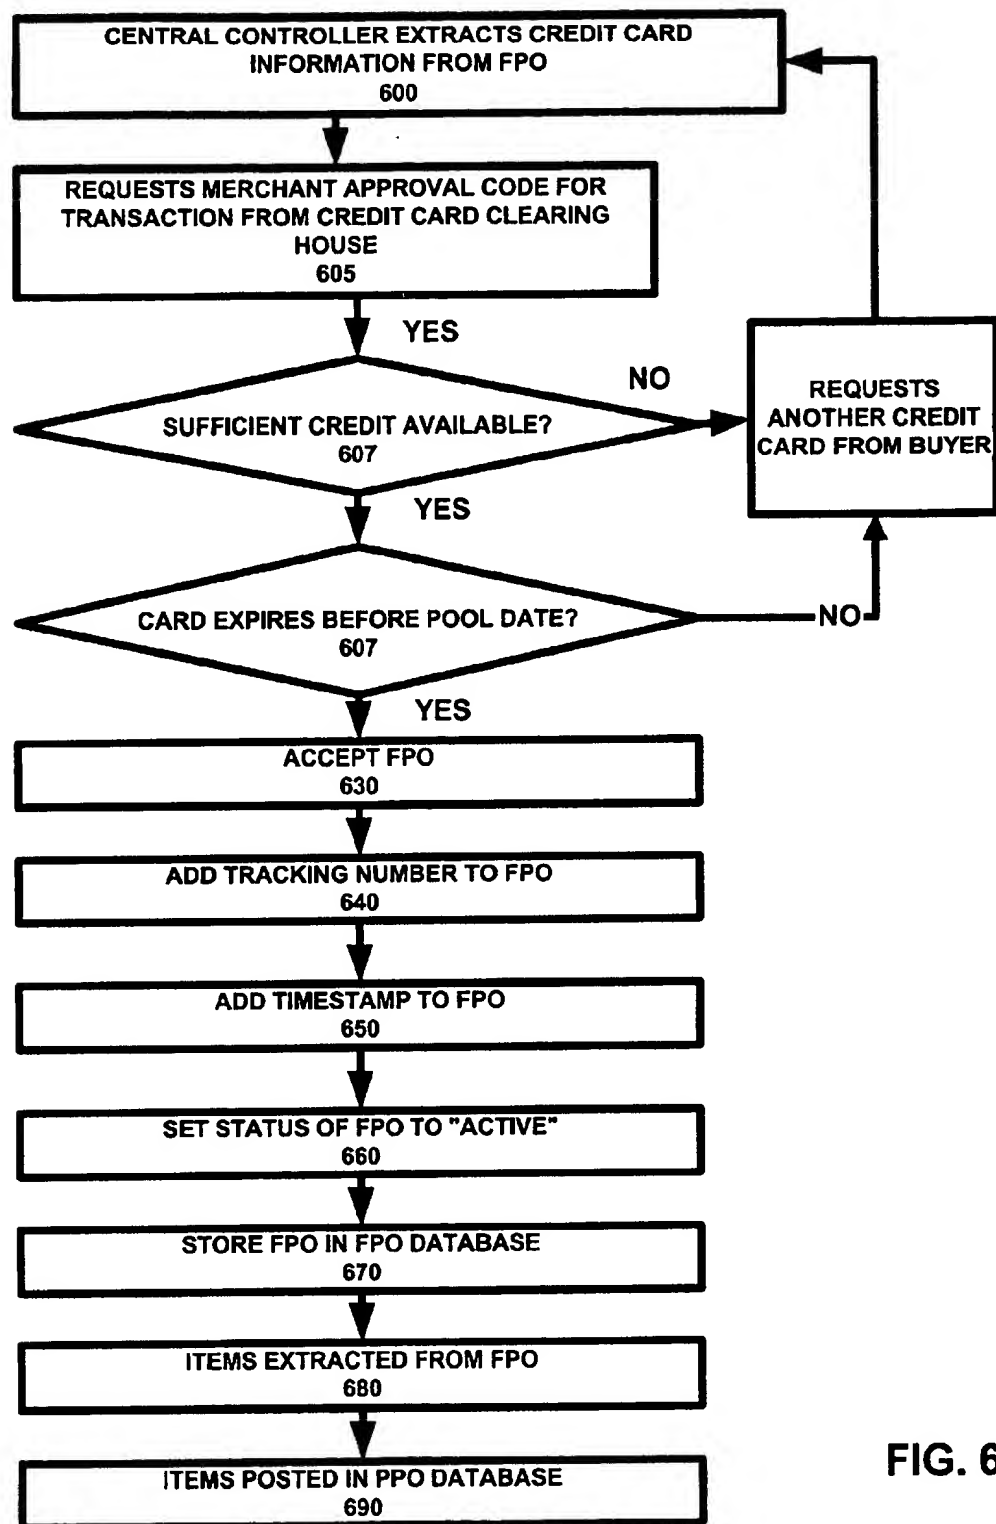 CENTRAL CONTROLLER EXTRACTS CREDIT CARD
INFORMATION FROM FPO
600
REQUESTS MERCHANT APPROVAL CODE FOR
TRANSACTION FROM CREDIT CARD CLEARING
HOUSE
605
YES
NO
SUFFICIENT CREDIT AVAILABLE?
607
REQUESTS
ANOTHER CREDIT
CARD FROM BUYER
YES
CARD EXPIRES BEFORE POOL DATE?
607
NO
YES
ACCEPT FPO
630
ADD TRACKING NUMBER TO FPO
640
ADD TIMESTAMP TO FPO
650
SET STATUS OF FPO TO "ACTIVE"
660
STORE FPO IN FPO DATABASE
670
ITEMS EXTRACTED FROM FPO
680
ITEMS POSTED IN PPO DATABASE
690
FIG. 6